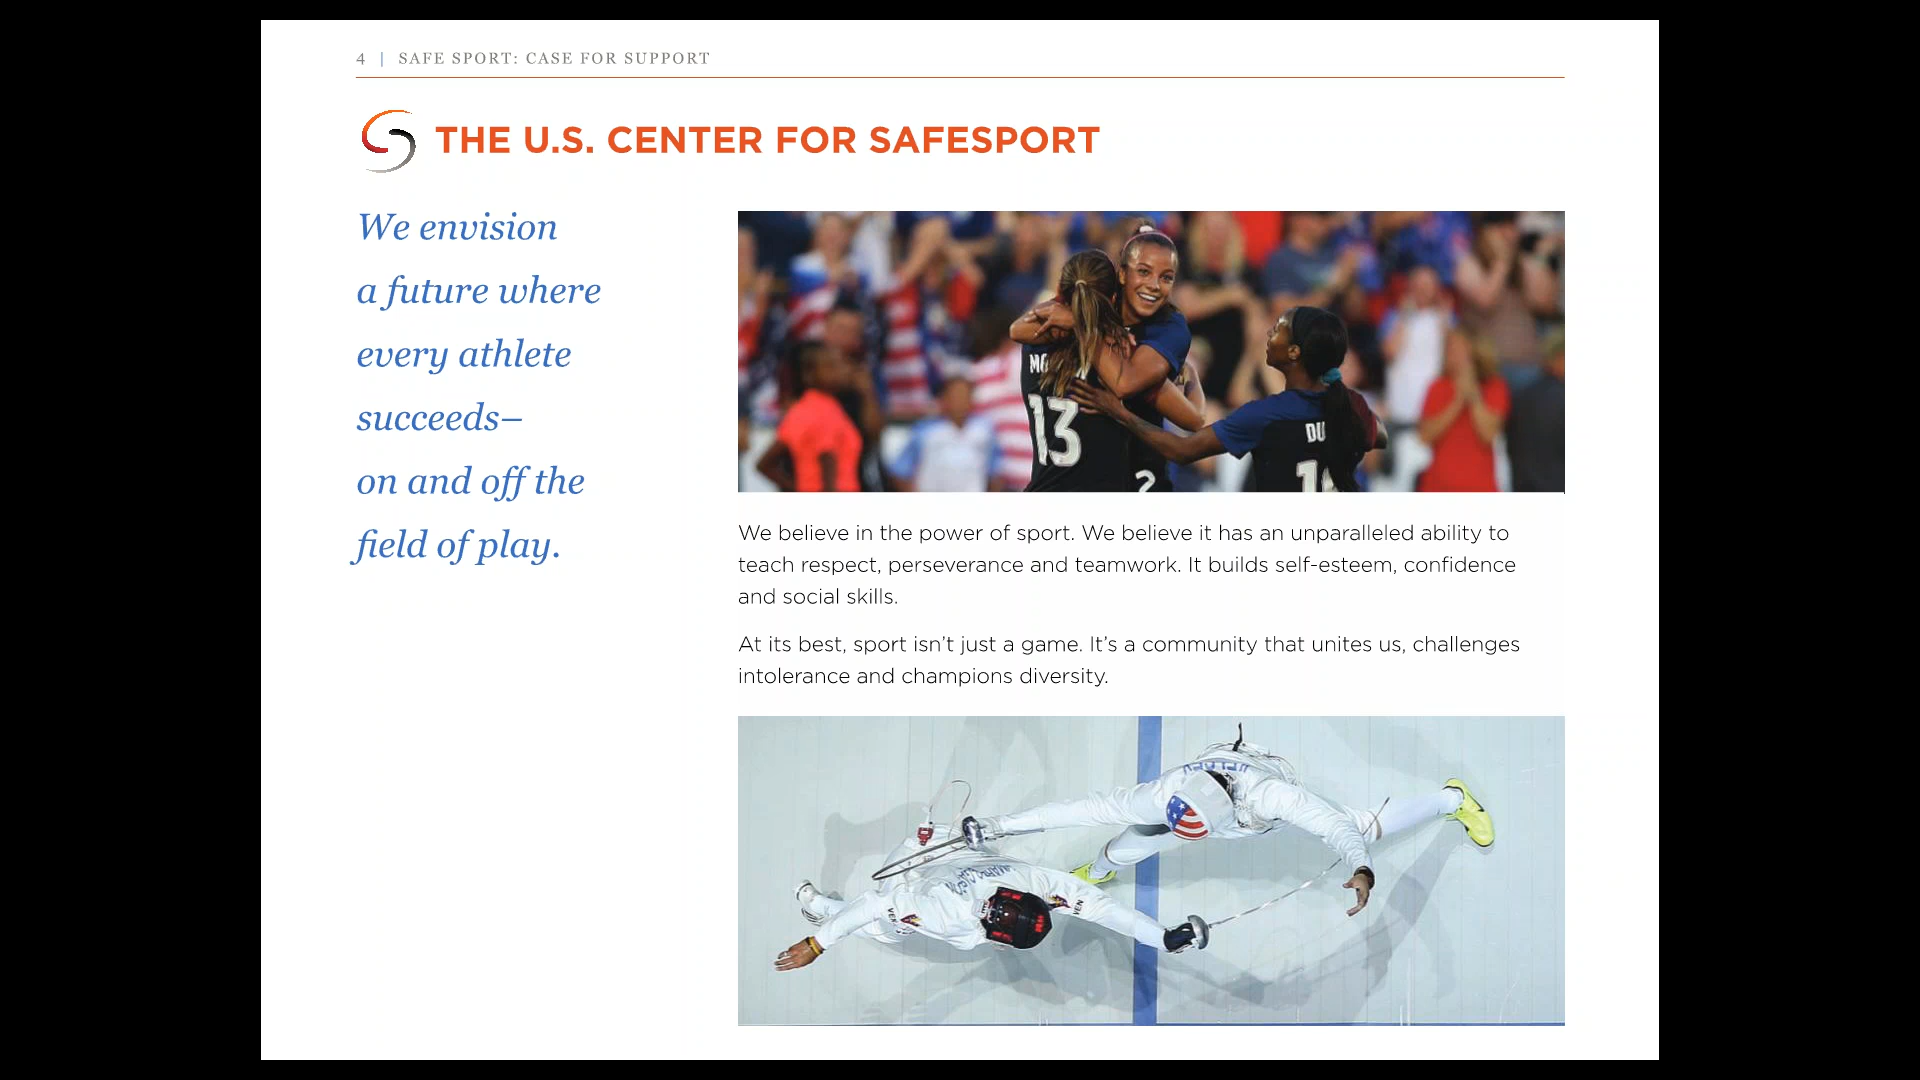 4 | SAFE SPORT: CASE FOR SUPPORT
THE U.S. CENTER FOR SAFESPORT
We envision
a future where
every athlete
succeeds–
on and off the
field of play.
13
2
DU
We believe in the power of sport. We believe it has an unparalleled ability to
teach respect, perseverance and teamwork. It builds self-esteem, confidence
and social skills.
At its best, sport isn’t just a game. It’s a community that unites us, challenges
intolerance and champions diversity.
VEN
VEN